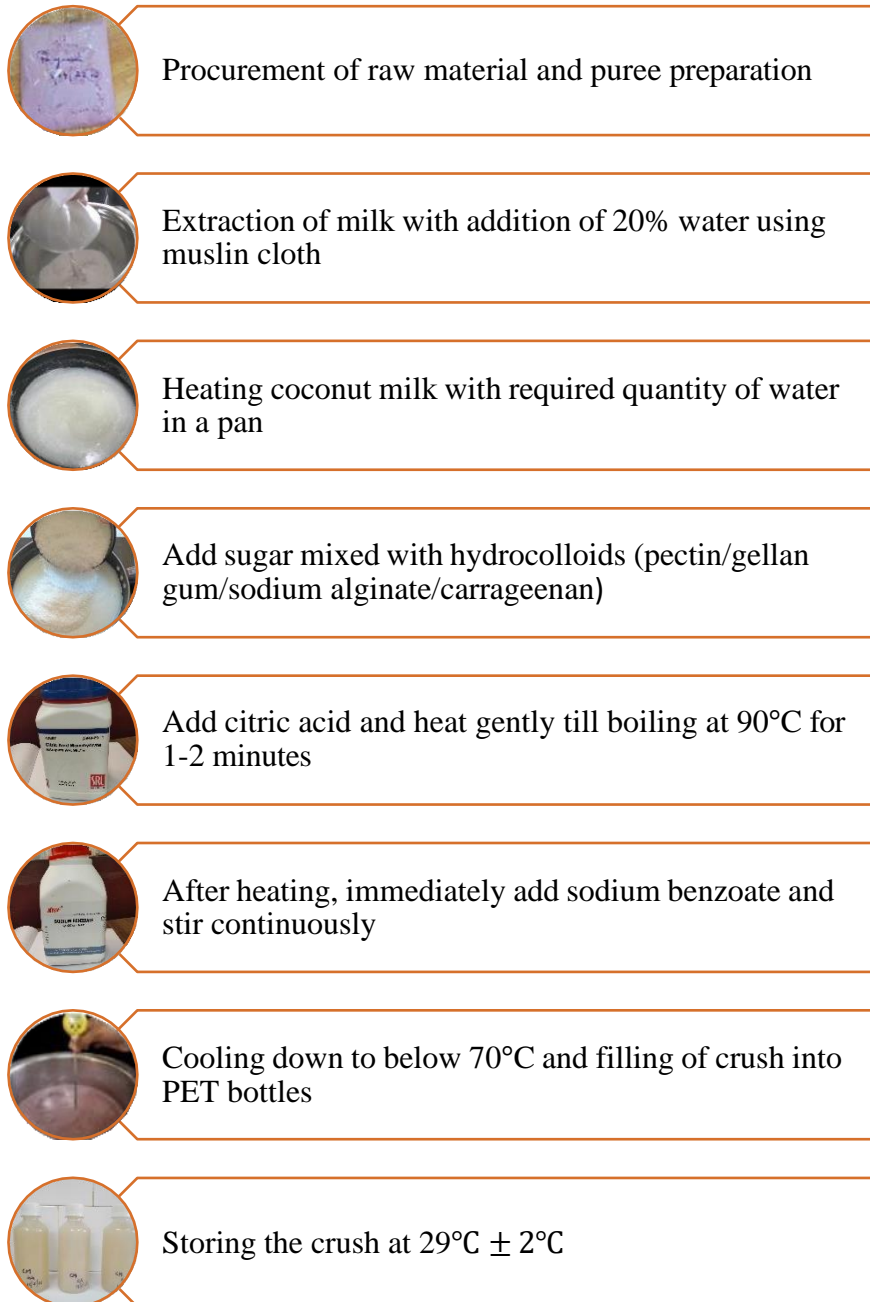 Procurement of raw material and puree preparation
Extraction of milk with addition of 20% water using
muslin cloth
Heating coconut milk with required quantity of water
in a pan
Add sugar mixed with hydrocolloids (pectin/gellan
gum/sodium alginate/carrageenan)
Add citric acid and heat gently till boiling at 90°C for
1-2 minutes
SRL
After heating, immediately add sodium benzoate and
stir continuously
SODIUM BENZOATE
Cooling down to below 70°C and filling of crush into
PET bottles
Storing the crush at 29°C ± 2°C